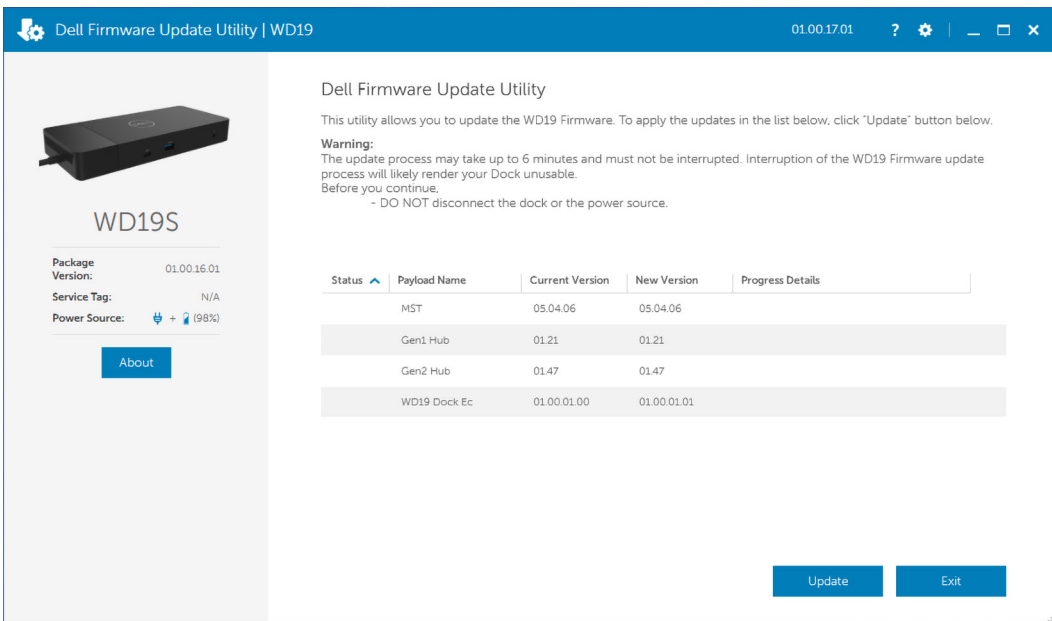 Dell Firmware Update Utility | WD19
01.00.17.01
?
Dell Firmware Update Utility
This utility allows you to update the WD19 Firmware. To apply the updates in the list below, click "Update" button below.
Warning:
The update process may take up to 6 minutes and must not be interrupted. Interruption of the WD19 Firmware update
process will likely render your Dock unusable.
Before you continue,
- DO NOT disconnect the dock or the power source.
DELL
WD19S
Package
Version:
01.00.16.01
Service Tag: N/A
Power Source: + (98%)
About
Status Payload Name Current Version New Version Progress Details
MST 05.04.06 05.04.06
Gen1 Hub 01.21 01.21
Gen2 Hub 01.47 01.47
WD19 Dock Ec 01.00.01.00 01.00.01.01
Update Exit